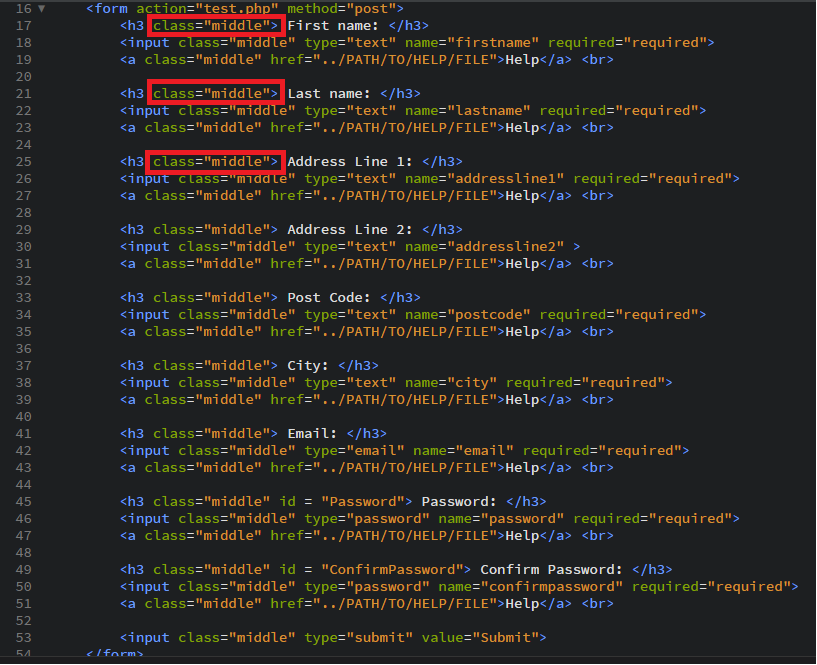 16 ▼ <form action="test.php" method="post">
17 <h3 class="middle"> First name: </h3>
18 <input class="middle" type="text" name="firstname" required="required">
19 <a class="middle" href="../PATH/TO/HELP/FILE">Help</a> <br>
20
21 <h3 class="middle"> Last name: </h3>
22 <input class="middle" type="text" name="lastname" required="required">
23 <a class="middle" href="../PATH/TO/HELP/FILE">Help</a> <br>
24
25 <h3 class="middle"> Address Line 1: </h3>
26 <input class="middle" type="text" name="addressline1" required="required">
27 <a class="middle" href="../PATH/TO/HELP/FILE">Help</a> <br>
28
29 <h3 class="middle"> Address Line 2: </h3>
30 <input class="middle" type="text" name="addressline2" >
31 <a class="middle" href="../PATH/TO/HELP/FILE">Help</a> <br>
32
33 <h3 class="middle"> Post Code: </h3>
34 <input class="middle" type="text" name="postcode" required="required">
35 <a class="middle" href="../PATH/TO/HELP/FILE">Help</a> <br>
36
37 <h3 class="middle"> City: </h3>
38 <input class="middle" type="text" name="city" required="required">
39 <a class="middle" href="../PATH/TO/HELP/FILE">Help</a> <br>
40
41 <h3 class="middle"> Email: </h3>
42 <input class="middle" type="email" name="email" required="required">
43 <a class="middle" href="../PATH/TO/HELP/FILE">Help</a> <br>
44
45 <h3 class="middle" id = "Password"> Password: </h3>
46 <input class="middle" type="password" name="password" required="required">
47 <a class="middle" href="../PATH/TO/HELP/FILE">Help</a> <br>
48
49 <h3 class="middle" id = "ConfirmPassword"> Confirm Password: </h3>
50 <input class="middle" type="password" name="confirmpassword" required="required">
51 <a class="middle" href="../PATH/TO/HELP/FILE">Help</a> <br>
52
53 <input class="middle" type="submit" value="Submit">
54 </form>